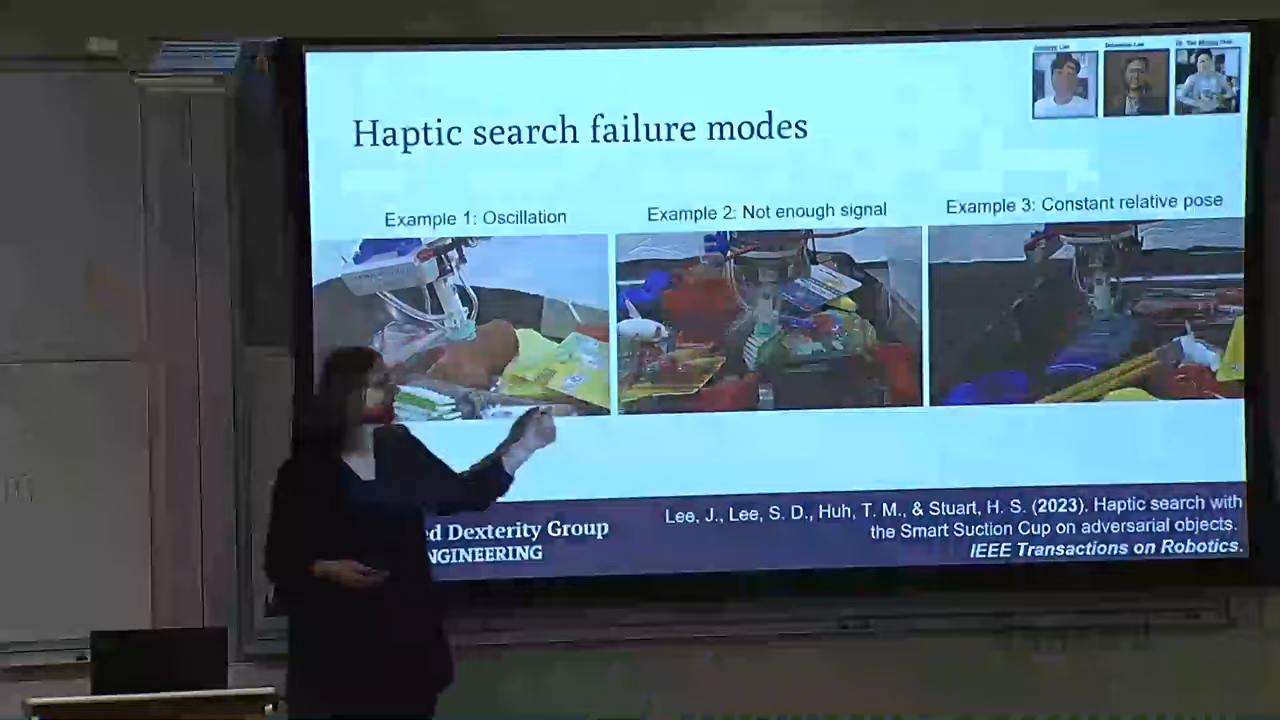 Haptic search failure modes
Example 1: Oscillation
Example 2: Not enough signal
Example 3: Constant relative pose
ed Dexterity Group
NGINEERING
Lee, J., Lee, S. D., Huh, T. M., & Stuart, H. S. (2023). Haptic search with
the Smart Suction Cup on adversarial objects.
IEEE Transactions on Robotics.